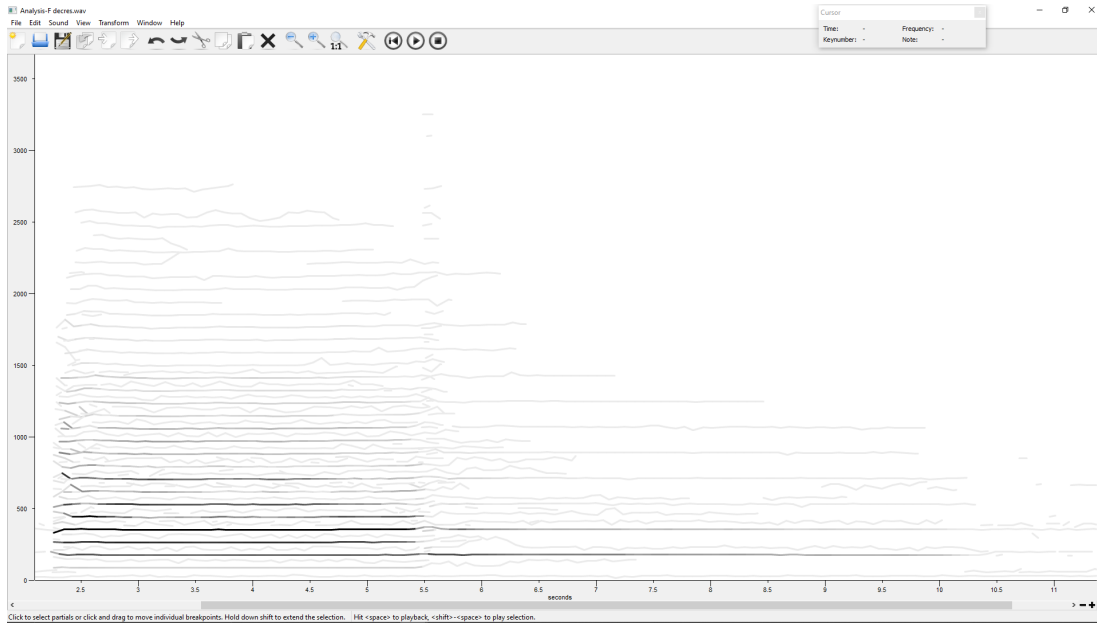 Analysis-F decres.wav
File Edit Sound View Transform Window Help
Cursor
Time: - Frequency: -
Keynumber: - Note: -
1:1
3500
3000
2500
2000
1500
1000
500
0
2.5 3 3.5 4 4.5 5 5.5 6 6.5 7 7.5 8 8.5 9 9.5 10 10.5 11
seconds
Click to select partials or click and drag to move individual breakpoints. Hold down shift to extend the selection. Hit <space> to playback, <shift>-<space> to play selection.